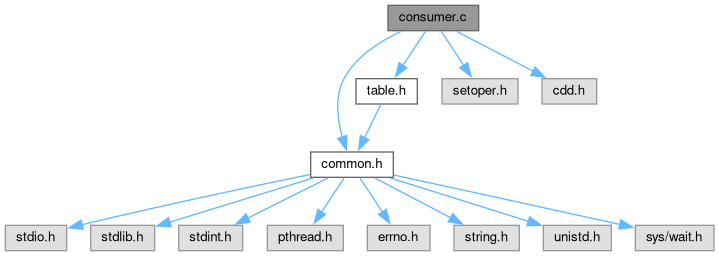 consumer.c
table.h
setoper.h
cdd.h
common.h
stdio.h
stdlib.h
stdint.h
pthread.h
errno.h
string.h
unistd.h
sys/wait.h